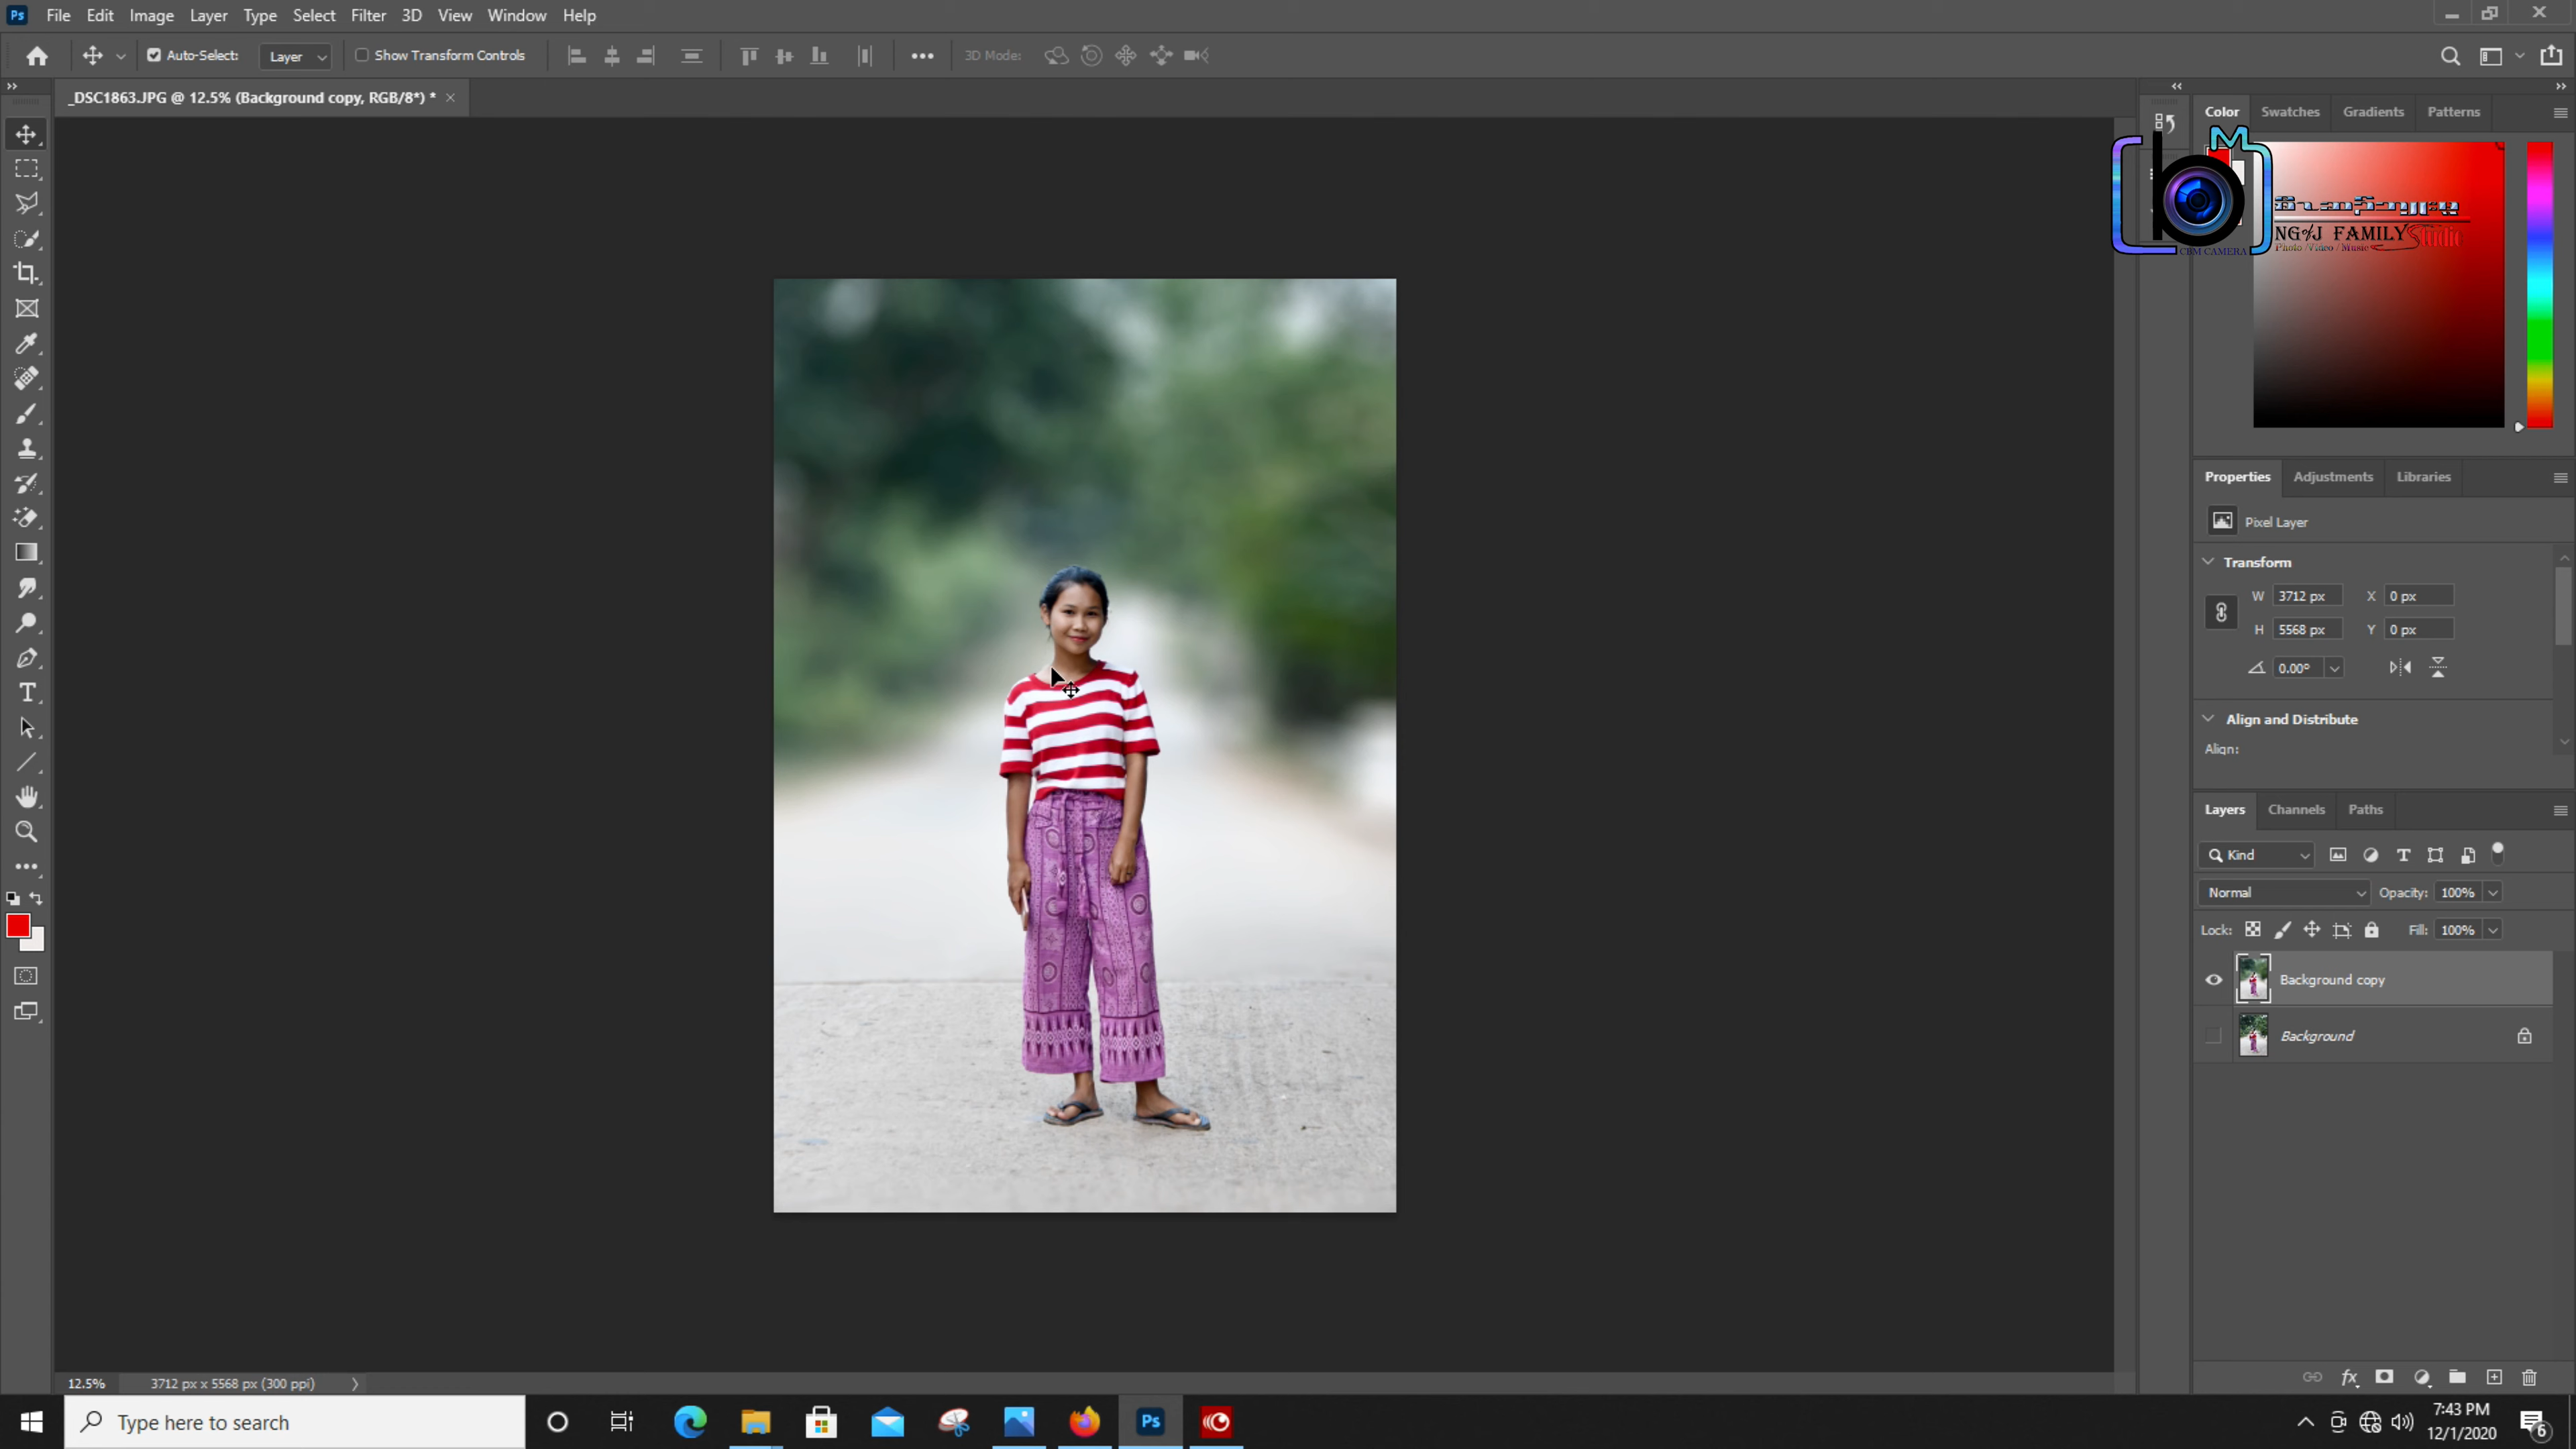 Ps File Edit Image Layer Type Select Filter 3D View Window Help
Auto-Select: Layer Show Transform Controls 3D Mode:
_DSC1863.JPG @ 12.5% (Background copy, RGB/8*) *
Color Swatches Gradients Patterns
NG%J FAMILY Studio
CBM CAMERA
Properties Adjustments Libraries
Pixel Layer
Transform
W 3712 px X 0 px
H 5568 px Y 0 px
0.00°
Align and Distribute
Align:
Layers Channels Paths
Kind
Normal Opacity: 100%
Lock: Fill: 100%
Background copy
Background
fx
12.5% 3712 px x 5568 px (300 ppi)
Type here to search
Ps
7:43 PM
12/1/2020
6